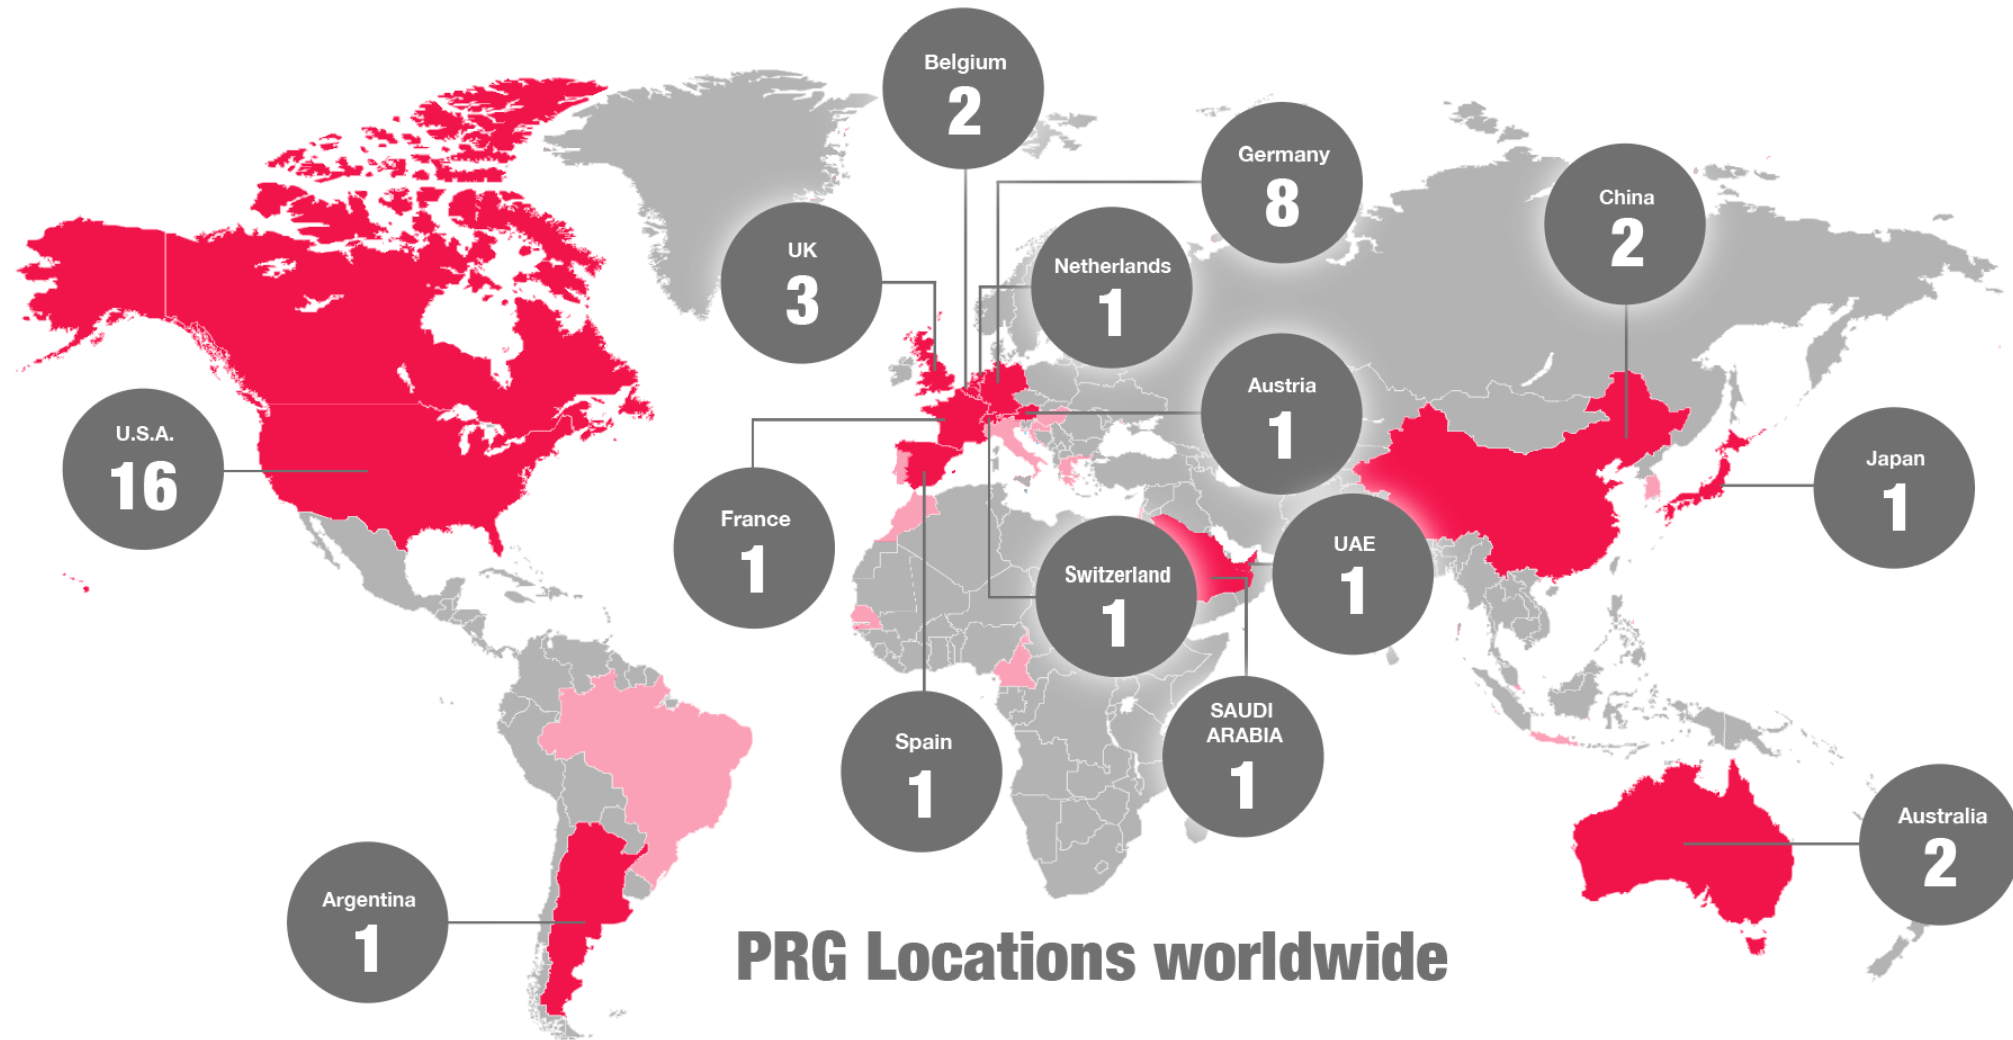 Belgium
2
Germany
8
China
2
UK
3
Netherlands
1
Austria
1
U.S.A.
16
Japan
1
France
1
Switzerland
1
UAE
1
Spain
1
SAUDI
ARABIA
1
Australia
2
Argentina
1
PRG Locations worldwide